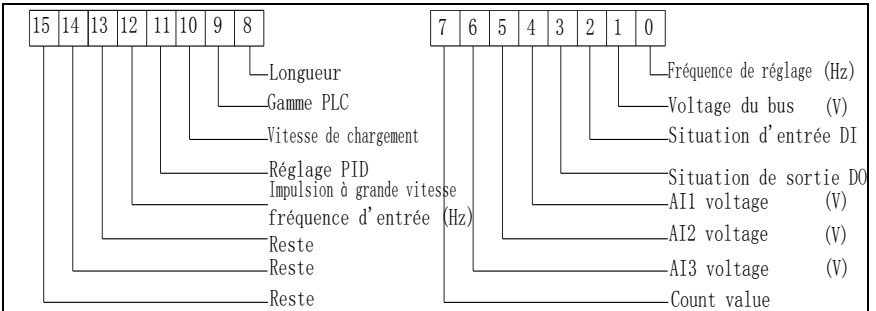 15 14 13 12 11 10 9 8
Longueur
Gamme PLC
Vitesse de chargement
Réglage PID
Impulsion à grande vitesse
fréquence d'entrée (Hz)
Reste
Reste
Reste
7 6 5 4 3 2 1 0
Fréquence de réglage (Hz)
Voltage du bus (V)
Situation d'entrée DI
Situation de sortie DO
AI1 voltage (V)
AI2 voltage (V)
AI3 voltage (V)
Count value